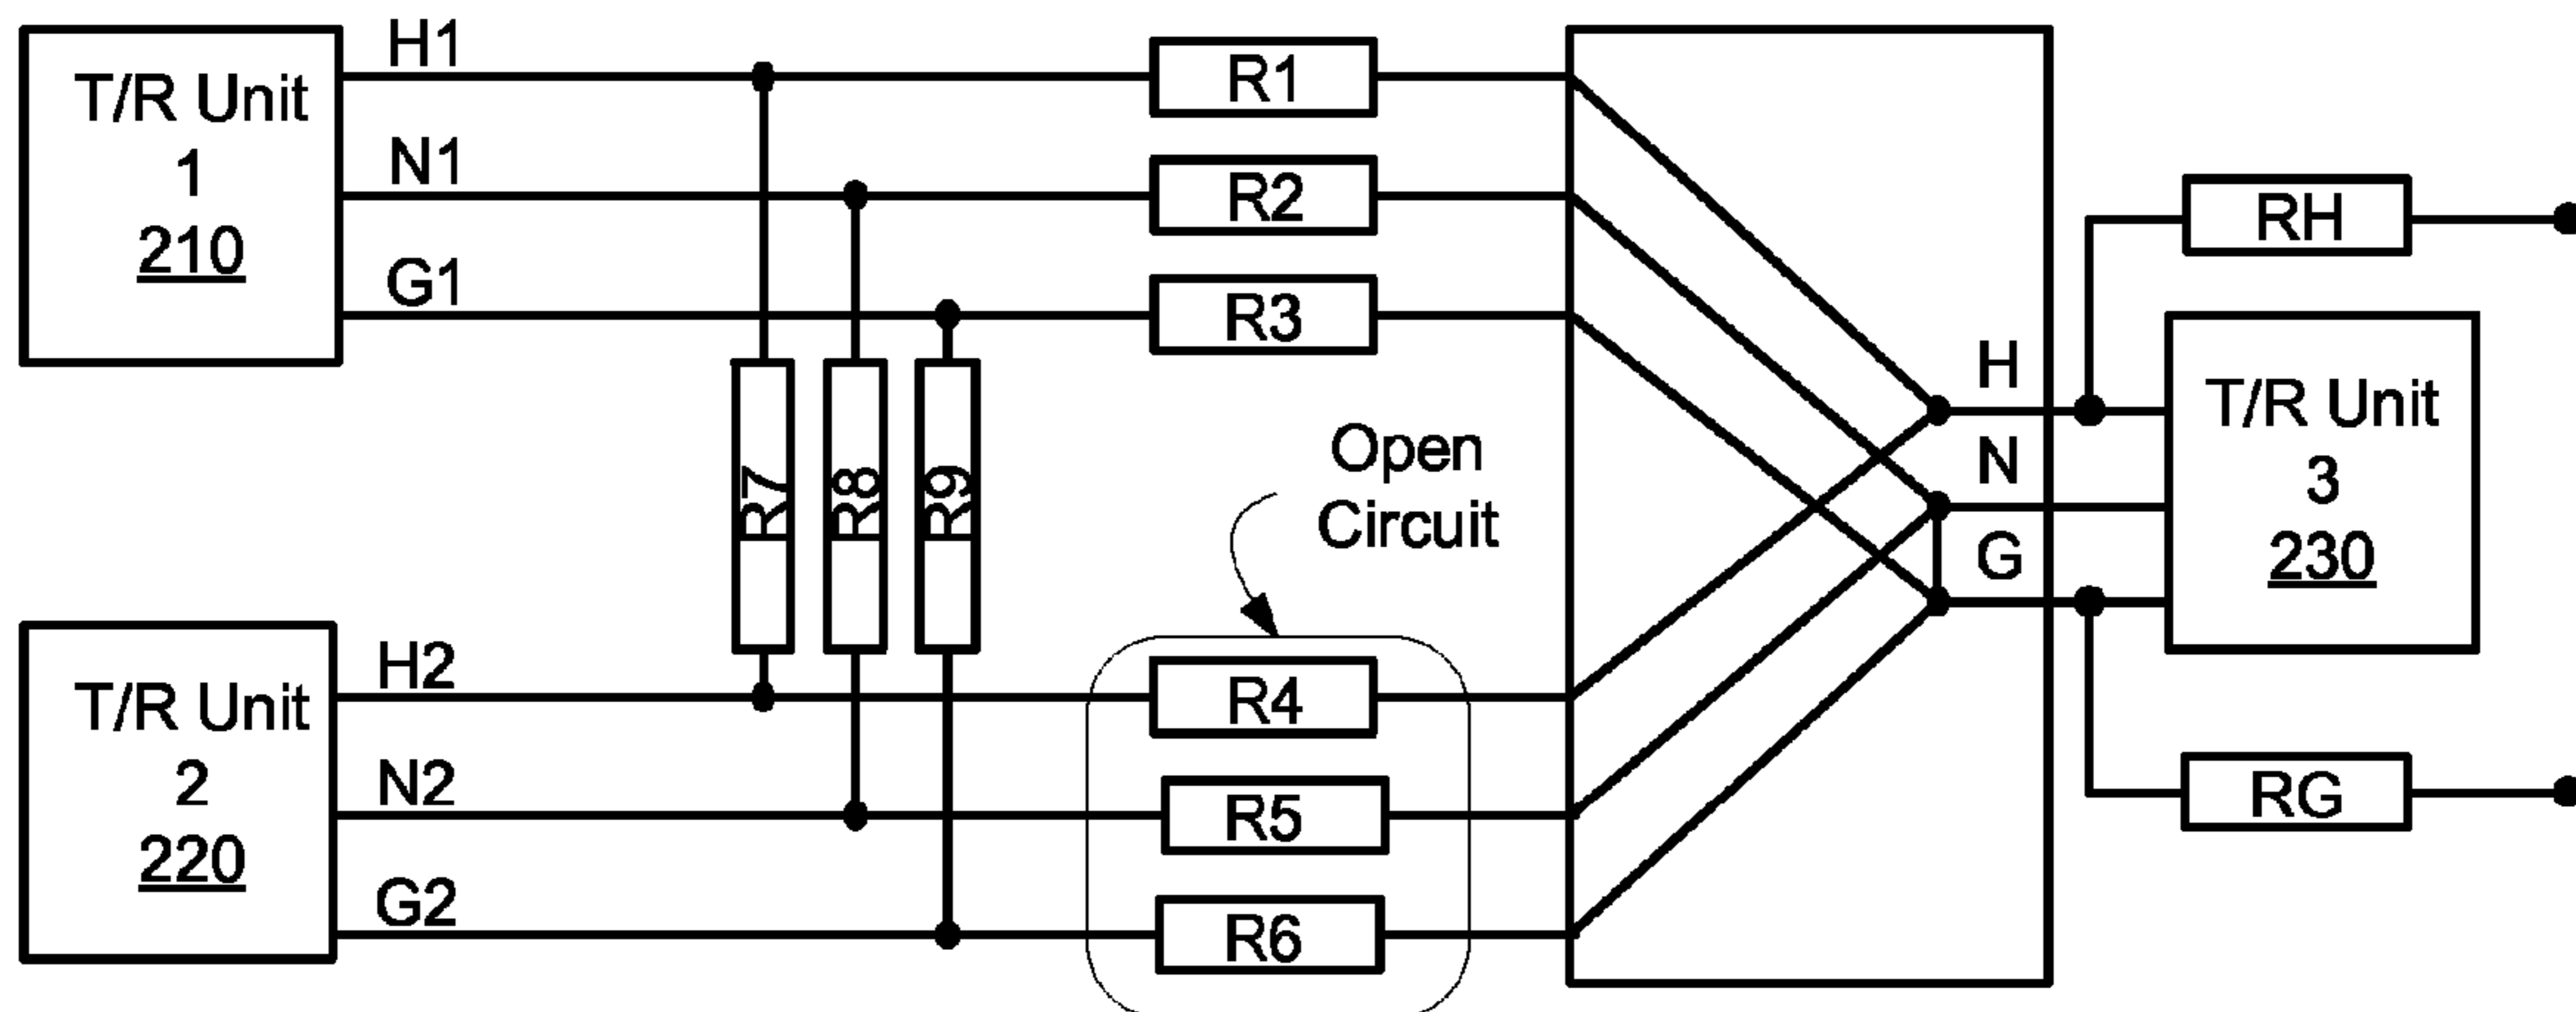 T/R Unit
1
210
H1
N1
G1
R1
R2
R3
R7
R8
R9
Open
Circuit
T/R Unit
2
220
H2
N2
G2
R4
R5
R6
H
N
G
RH
T/R Unit
3
230
RG